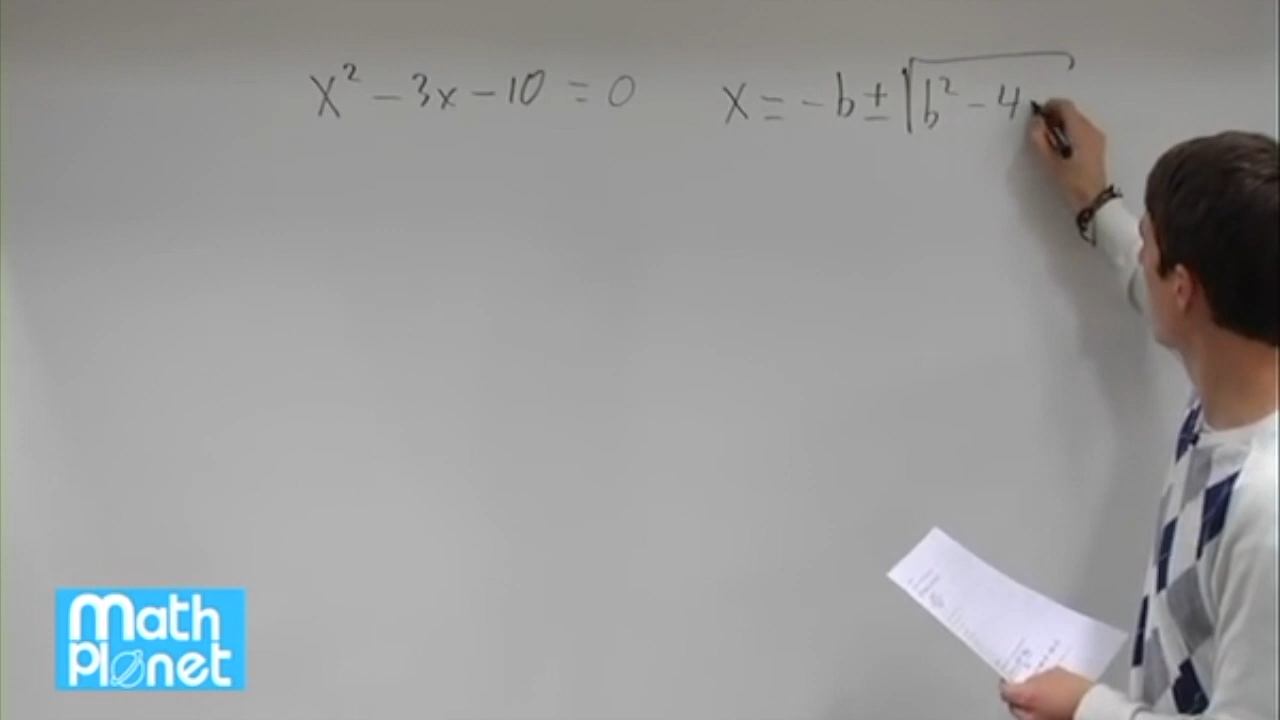 x² - 3x - 10 = 0
x = -b ± √b² - 4
Math
Planet